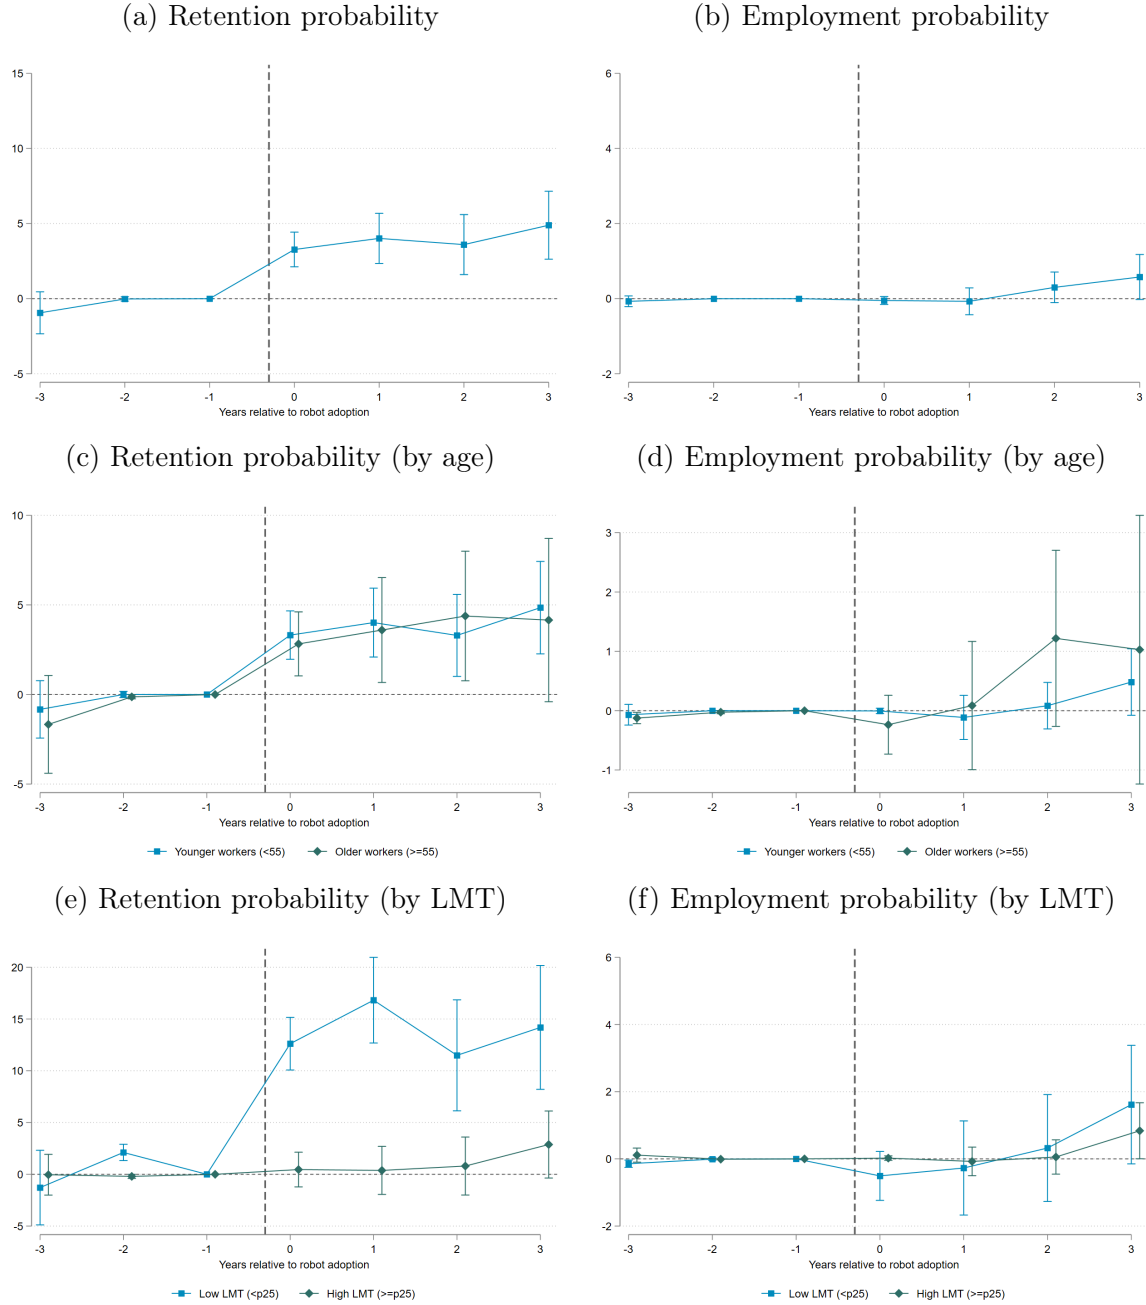 (a) Retention probability
(b) Employment probability
15
10
5
0
-5
-3 -2 -1 0 1 2 3
Years relative to robot adoption
6
4
2
0
-2
-3 -2 -1 0 1 2 3
Years relative to robot adoption
(c) Retention probability (by age)
(d) Employment probability (by age)
10
5
0
-5
-3 -2 -1 0 1 2 3
Years relative to robot adoption
Younger workers (<55) Older workers (>=55)
3
2
1
0
-1
-3 -2 -1 0 1 2 3
Years relative to robot adoption
Younger workers (<55) Older workers (>=55)
(e) Retention probability (by LMT)
(f) Employment probability (by LMT)
20
15
10
5
0
-5
-3 -2 -1 0 1 2 3
Years relative to robot adoption
Low LMT (<p25) High LMT (>=p25)
6
4
2
0
-2
-3 -2 -1 0 1 2 3
Years relative to robot adoption
Low LMT (<p25) High LMT (>=p25)